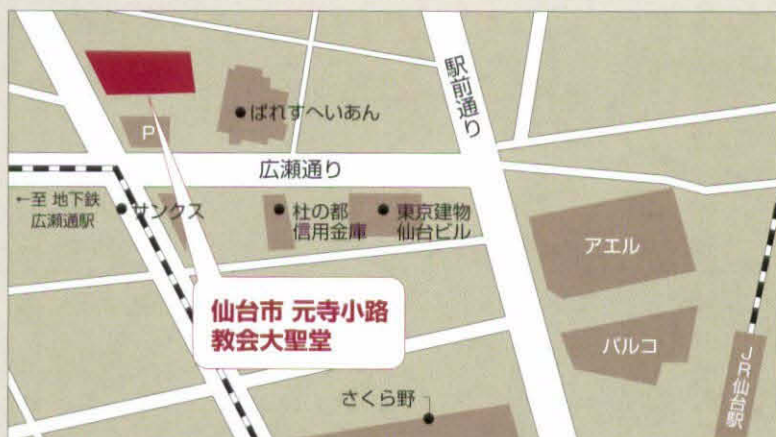 駅前通り
ぱれすへいあん
P
広瀬通り
←至 地下鉄
広瀬通駅
サンクス
杜の都
信用金庫
東京建物
仙台ビル
アエル
仙台市 元寺小路
教会大聖堂
パルコ
JR仙台駅
さくら野